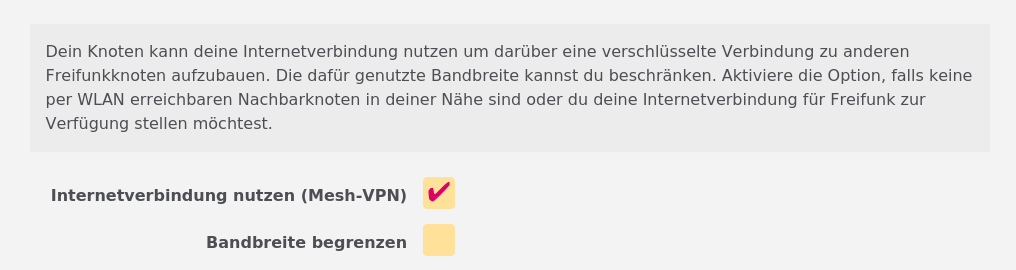 Dein Knoten kann deine Internetverbindung nutzen um darüber eine verschlüsselte Verbindung zu anderen
Freifunkknoten aufzubauen. Die dafür genutzte Bandbreite kannst du beschränken. Aktiviere die Option, falls keine
per WLAN erreichbaren Nachbarknoten in deiner Nähe sind oder du deine Internetverbindung für Freifunk zur
Verfügung stellen möchtest.
Internetverbindung nutzen (Mesh-VPN)
Bandbreite begrenzen